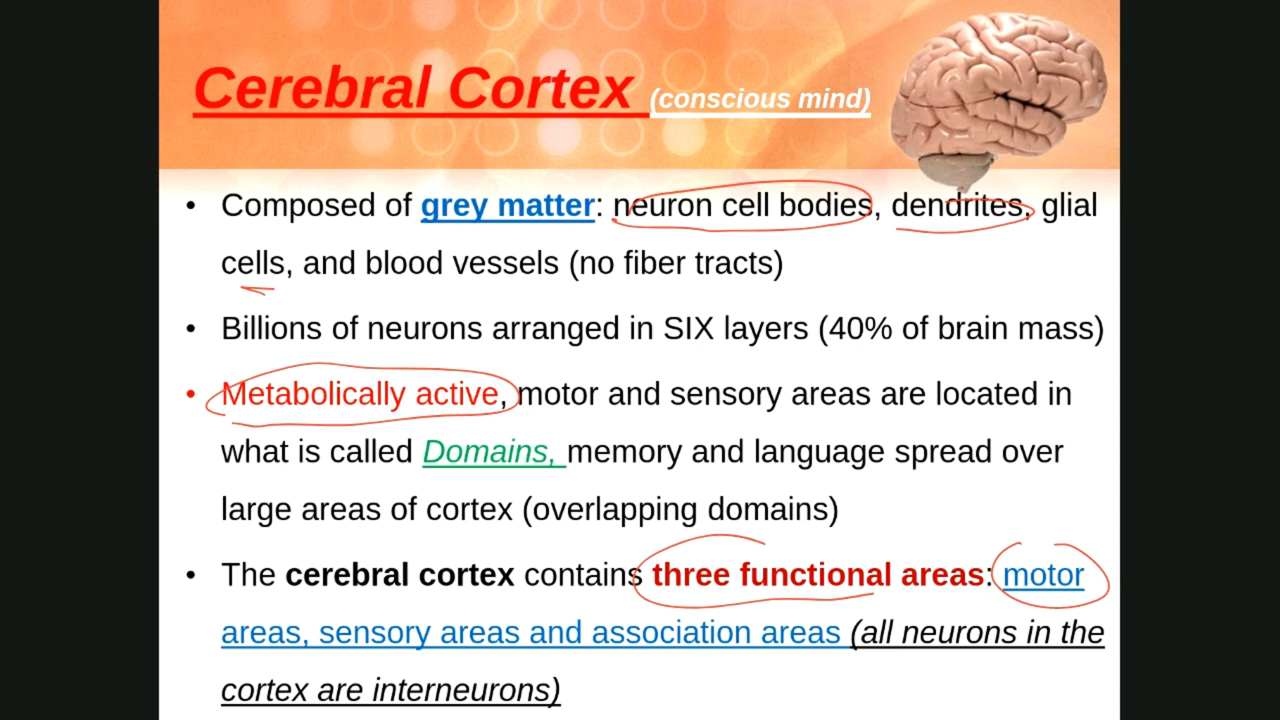 Cerebral Cortex (conscious mind)
• Composed of grey matter: neuron cell bodies, dendrites, glial
cells, and blood vessels (no fiber tracts)
• Billions of neurons arranged in SIX layers (40% of brain mass)
• Metabolically active, motor and sensory areas are located in
what is called Domains, memory and language spread over
large areas of cortex (overlapping domains)
• The cerebral cortex contains three functional areas: motor
areas, sensory areas and association areas (all neurons in the
cortex are interneurons)